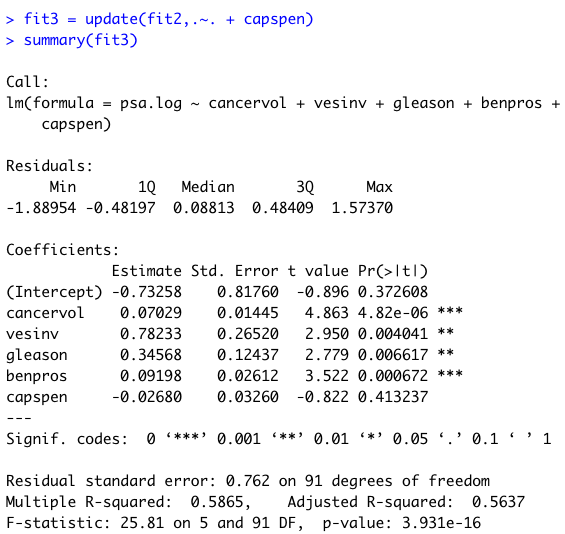 > fit3 = update(fit2,.~. + capspen)
> summary(fit3)
Call:
lm(formula = psa.log ~ cancervol + vesinv + gleason + benpros +
    capspen)
Residuals:
     Min       1Q   Median       3Q      Max
-1.88954 -0.48197  0.08813  0.48409  1.57370
Coefficients:
            Estimate Std. Error t value Pr(>|t|)
(Intercept) -0.73258    0.81760  -0.896 0.372608
cancervol    0.07029    0.01445   4.863 4.82e-06 ***
vesinv       0.78233    0.26520   2.950 0.004041 **
gleason      0.34568    0.12437   2.779 0.006617 **
benpros      0.09198    0.02612   3.522 0.000672 ***
capspen     -0.02680    0.03260  -0.822 0.413237
---
Signif. codes:  0 ‘***’ 0.001 ‘**’ 0.01 ‘*’ 0.05 ‘.’ 0.1 ‘ ’ 1
Residual standard error: 0.762 on 91 degrees of freedom
Multiple R-squared:  0.5865,    Adjusted R-squared:  0.5637
F-statistic: 25.81 on 5 and 91 DF,  p-value: 3.931e-16